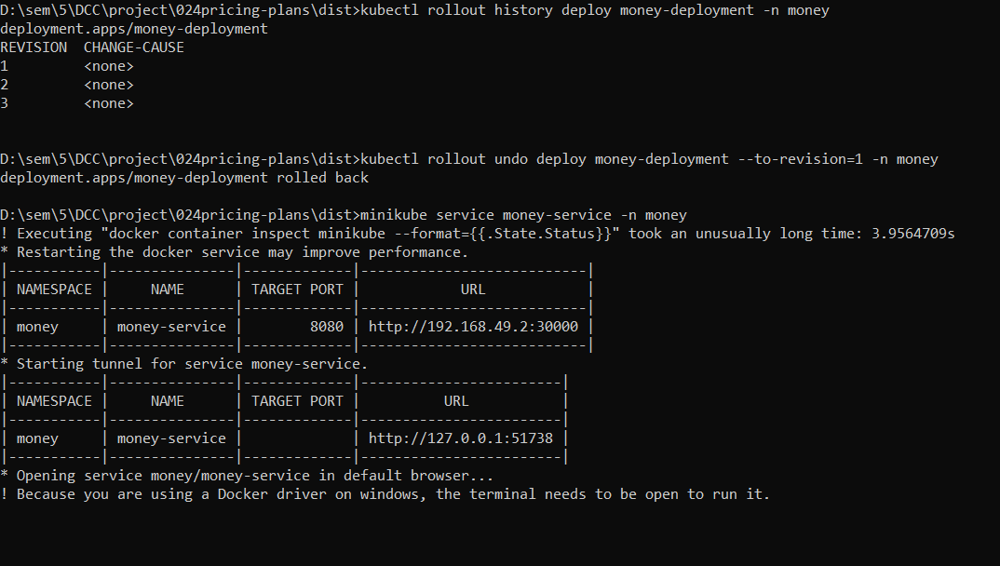 D:\sem\5\DCC\project\024pricing-plans\dist>kubectl rollout history deploy money-deployment -n money
deployment.apps/money-deployment
REVISION  CHANGE-CAUSE
1         <none>
2         <none>
3         <none>
D:\sem\5\DCC\project\024pricing-plans\dist>kubectl rollout undo deploy money-deployment --to-revision=1 -n money
deployment.apps/money-deployment rolled back
D:\sem\5\DCC\project\024pricing-plans\dist>minikube service money-service -n money
! Executing "docker container inspect minikube --format={{.State.Status}}" took an unusually long time: 3.9564709s
* Restarting the docker service may improve performance.
|-----------|---------------|-------------|---------------------------|
| NAMESPACE |     NAME      | TARGET PORT |            URL            |
|-----------|---------------|-------------|---------------------------|
| money     | money-service |        8080 | http://192.168.49.2:30000 |
|-----------|---------------|-------------|---------------------------|
* Starting tunnel for service money-service.
|-----------|---------------|-------------|------------------------|
| NAMESPACE |     NAME      | TARGET PORT |          URL           |
|-----------|---------------|-------------|------------------------|
| money     | money-service |             | http://127.0.0.1:51738 |
|-----------|---------------|-------------|------------------------|
* Opening service money/money-service in default browser...
! Because you are using a Docker driver on windows, the terminal needs to be open to run it.